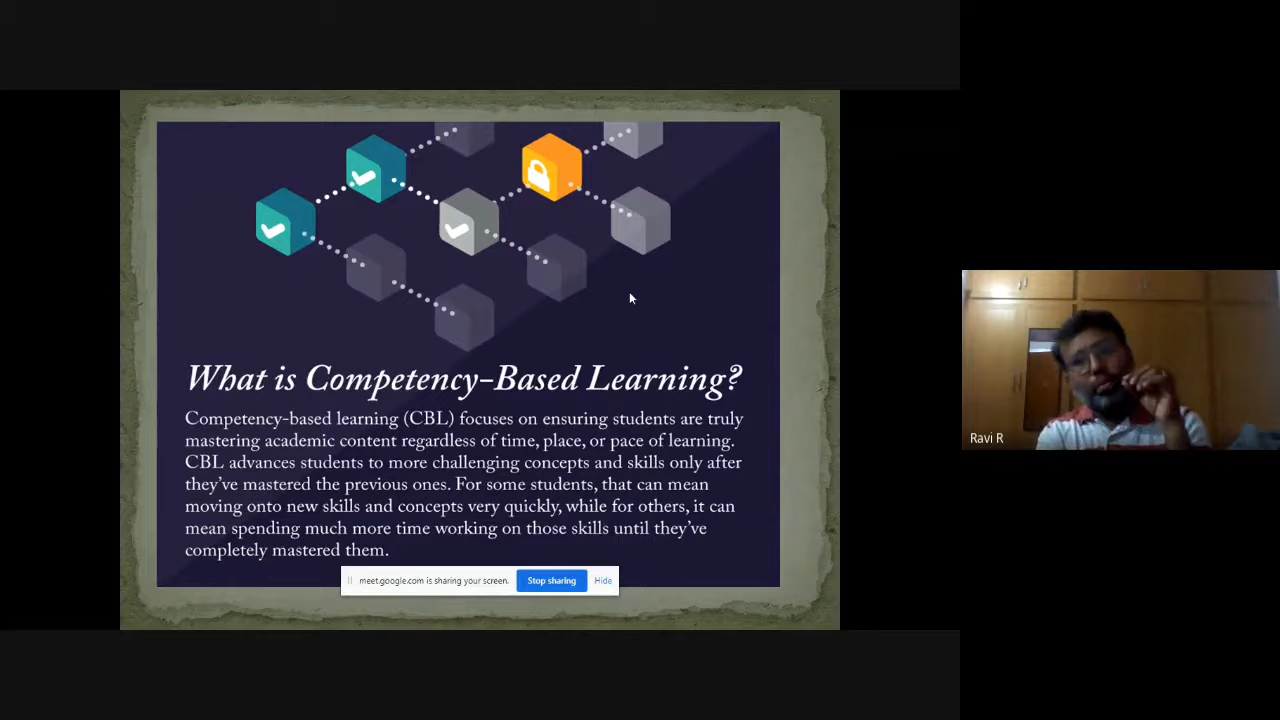 What is Competency-Based Learning?
Competency-based learning (CBL) focuses on ensuring students are truly
mastering academic content regardless of time, place, or pace of learning.
CBL advances students to more challenging concepts and skills only after
they've mastered the previous ones. For some students, that can mean
moving onto new skills and concepts very quickly, while for others, it can
mean spending much more time working on those skills until they've
completely mastered them.
meet.google.com is sharing your screen. Stop sharing Hide
Ravi R